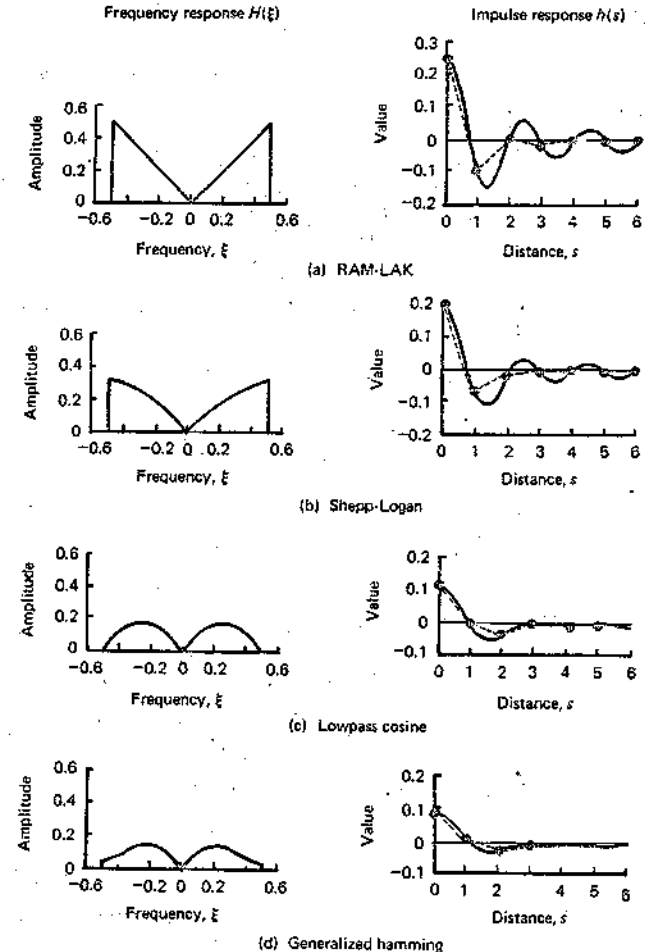 Frequency response H(ξ)
Impulse response h(s)
Amplitude
0.6
0.4
0.2
0
−0.6 −0.2 0 0.2 0.6
Frequency, ξ
Value
0.3
0.2
0.1
0
−0.1
−0.2
0 1 2 3 4 5 6
Distance, s
(a) RAM-LAK
Amplitude
0.6
0.4
0.2
0
−0.6 −0.2 0 0.2 0.6
Frequency, ξ
Value
0.2
0.1
0
−0.1
−0.2
0 1 2 3 4 5 6
Distance, s
(b) Shepp-Logan
Amplitude
0.6
0.4
0.2
0
−0.6 −0.2 0 0.2 0.6
Frequency, ξ
Value
0.2
0.1
0
−0.1
0 1 2 3 4 5 6
Distance, s
(c) Lowpass cosine
Amplitude
0.6
0.4
0.2
0
−0.6 −0.2 0 0.2 0.6
Frequency, ξ
Value
0.2
0.1
0
−0.1
0 1 2 3 4 5 6
Distance, s
(d) Generalized hamming